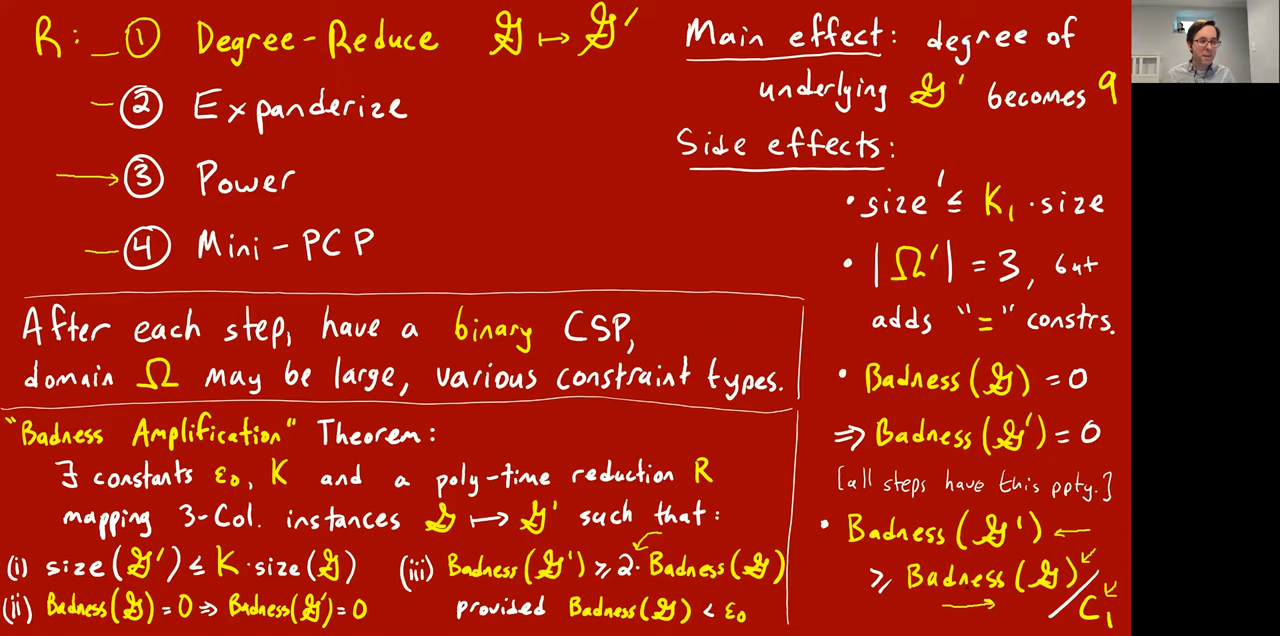 R: ① Degree-Reduce 𝒢 ↦ 𝒢'
② Expanderize
→ ③ Power
④ Mini-PCP
After each step, have a binary CSP,
domain Ω may be large, various constraint types.
"Badness Amplification" Theorem:
∃ constants ε₀, K and a poly-time reduction R
mapping 3-Col. instances 𝒢 ↦ 𝒢' such that:
(i) size(𝒢') ≤ K·size(𝒢)
(ii) Badness(𝒢) = 0 ⇒ Badness(𝒢') = 0
(iii) Badness(𝒢') ≥ 2·Badness(𝒢)
provided Badness(𝒢) < ε₀
Main effect: degree of
underlying 𝒢' becomes 9
Side effects:
• size' ≤ K₁·size
• |Ω'| = 3, but
adds "=" constrs.
• Badness(𝒢) = 0
⇒ Badness(𝒢') = 0
[all steps have this ppty.]
• Badness(𝒢') ←
≥ Badness(𝒢)/C₁